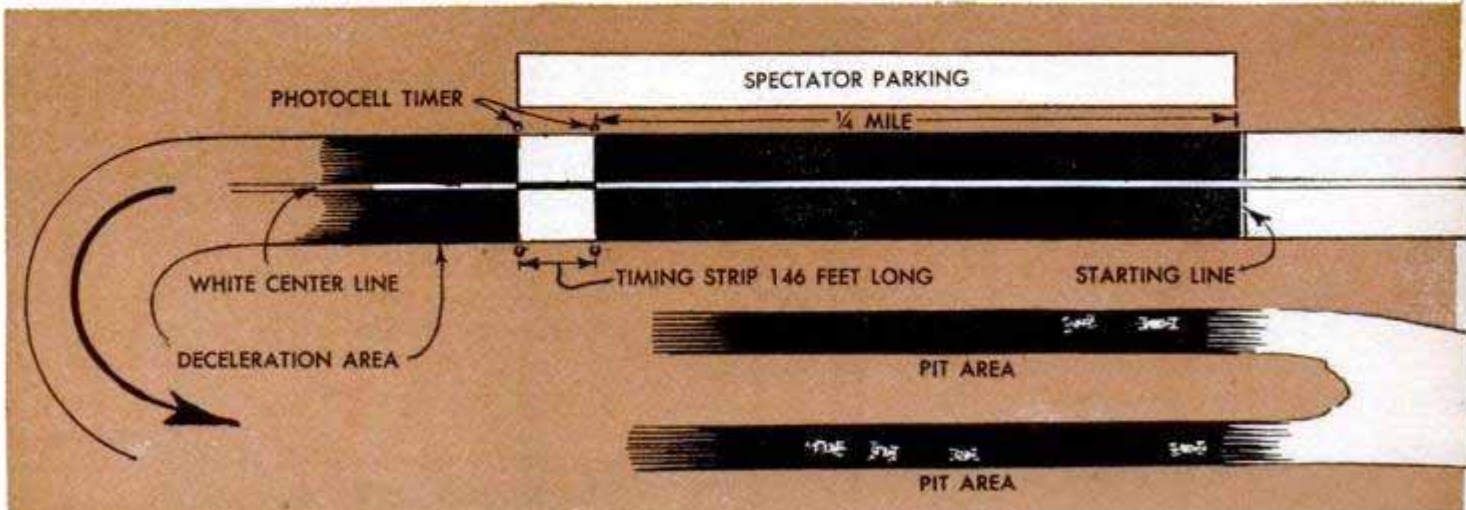 SPECTATOR PARKING
PHOTOCELL TIMER
¼ MILE
WHITE CENTER LINE
TIMING STRIP 146 FEET LONG
STARTING LINE
DECELERATION AREA
PIT AREA
PIT AREA